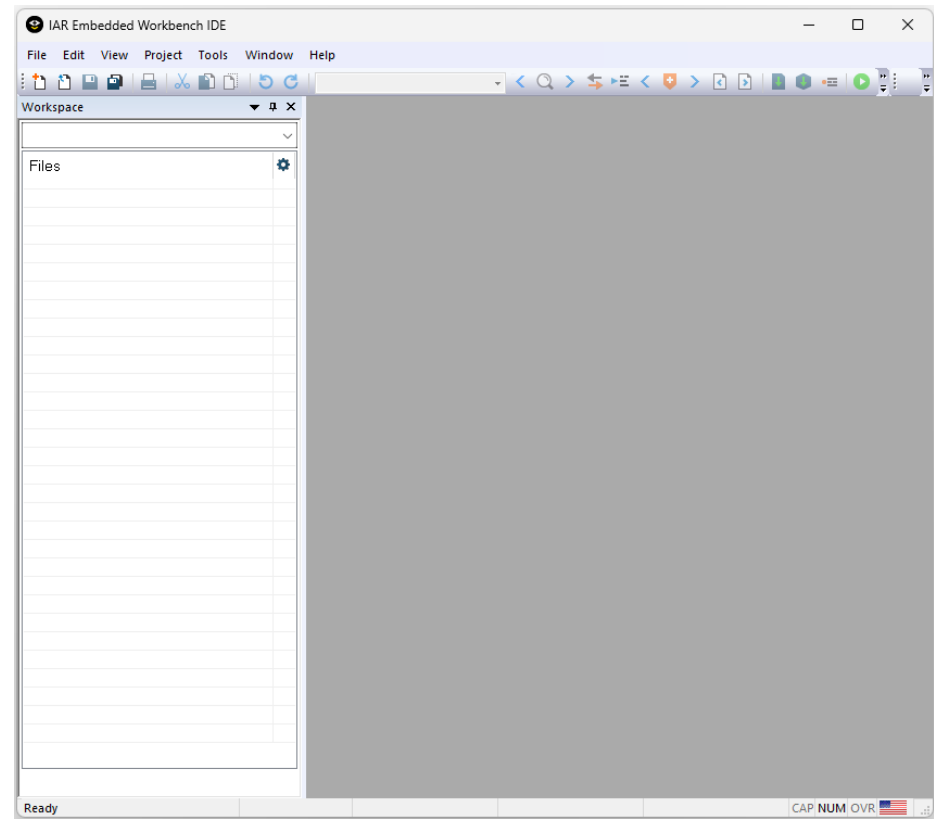 IAR Embedded Workbench IDE
File Edit View Project Tools Window Help
Workspace
Files
Ready
CAP NUM OVR